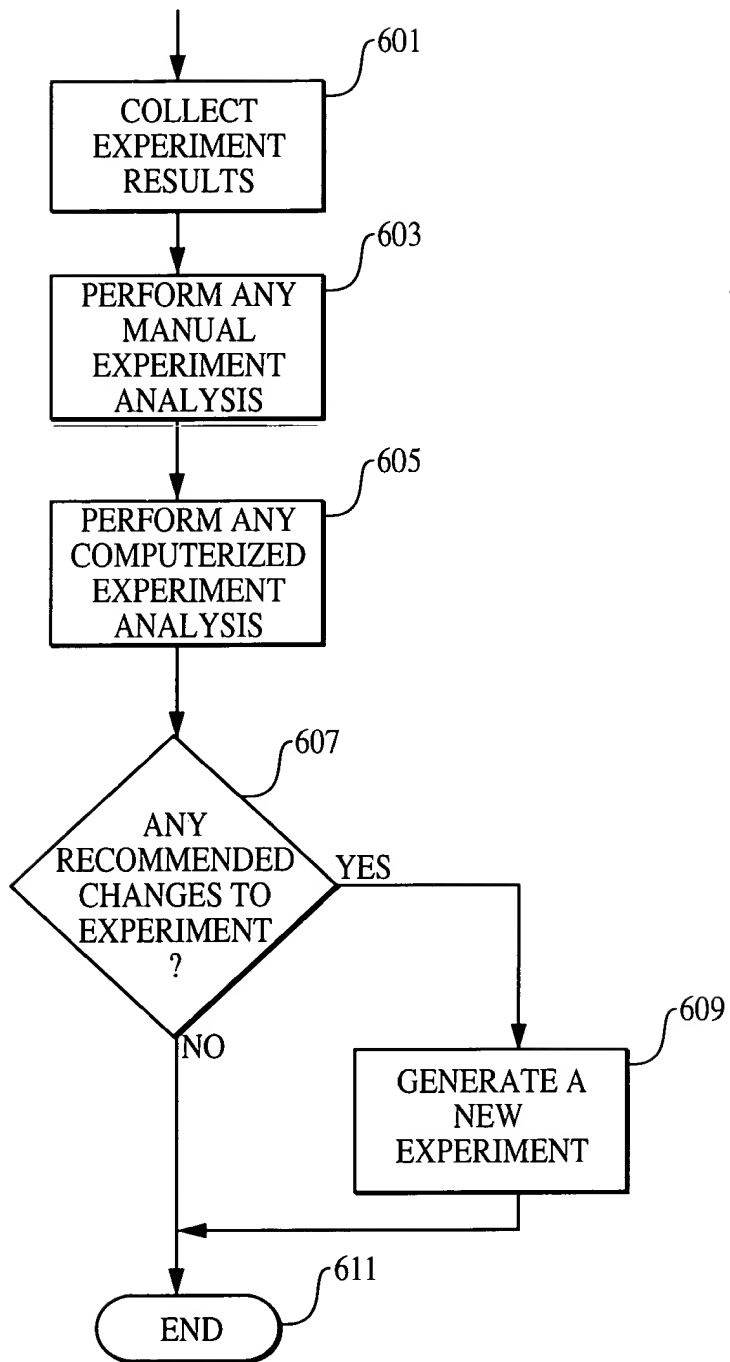 601
COLLECT
EXPERIMENT
RESULTS
603
PERFORM ANY
MANUAL
EXPERIMENT
ANALYSIS
605
PERFORM ANY
COMPUTERIZED
EXPERIMENT
ANALYSIS
607
ANY
RECOMMENDED
CHANGES TO
EXPERIMENT
?
YES
NO
609
GENERATE A
NEW
EXPERIMENT
611
END